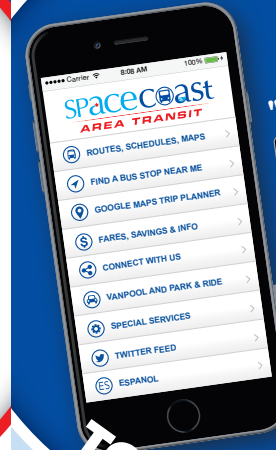 Carrier 8:08 AM 100%
SPaceCoast
AREA TRANSIT
ROUTES, SCHEDULES, MAPS
FIND A BUS STOP NEAR ME
GOOGLE MAPS TRIP PLANNER
$ FARES, SAVINGS & INFO
CONNECT WITH US
VANPOOL AND PARK & RIDE
SPECIAL SERVICES
TWITTER FEED
ES ESPANOL